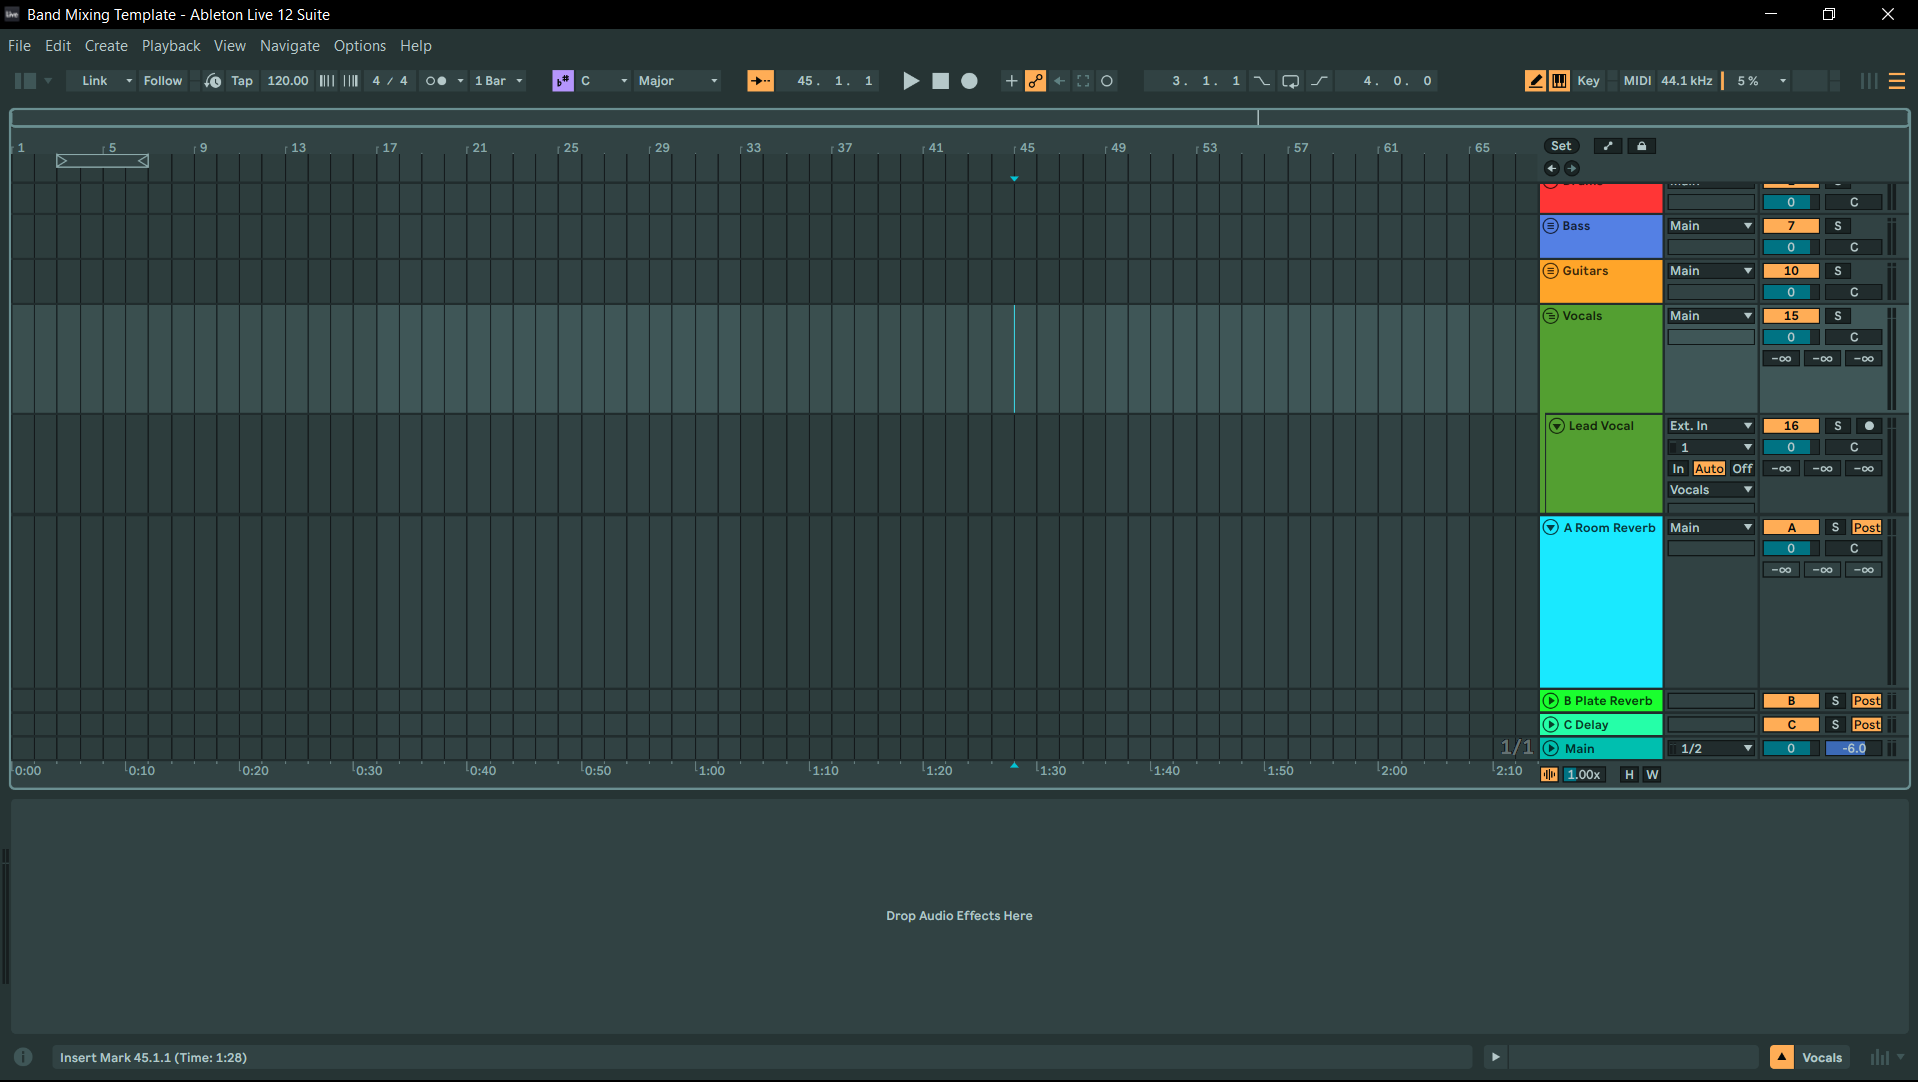 Band Mixing Template - Ableton Live 12 Suite
File Edit Create Playback View Navigate Options Help
Link Follow Tap 120.00 4 / 4 1 Bar C Major 45. 1. 1 3. 1. 1 4. 0. 0 Key MIDI 44.1 kHz 5 %
1 5 9 13 17 21 25 29 33 37 41 45 49 53 57 61 65 Set
0 C
Bass Main 7 S
0 C
Guitars Main 10 S
0 C
Vocals Main 15 S
0 C
-∞ -∞ -∞
Lead Vocal Ext. In 16 S
1 0 C
In Auto Off -∞ -∞ -∞
Vocals
A Room Reverb Main A S Post
0 C
-∞ -∞ -∞
B Plate Reverb B S Post
C Delay C S Post
1/1 Main 1/2 0 -6.0
0:00 0:10 0:20 0:30 0:40 0:50 1:00 1:10 1:20 1:30 1:40 1:50 2:00 2:10 1.00x H W
Drop Audio Effects Here
Insert Mark 45.1.1 (Time: 1:28) Vocals